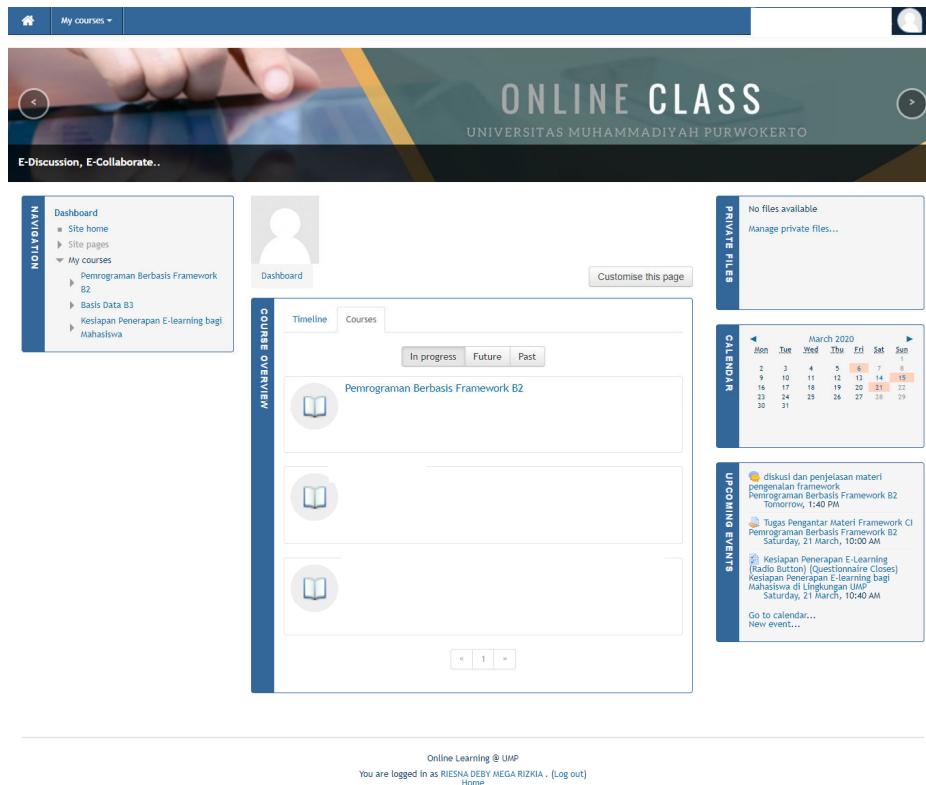 My courses
<
ONLINE CLASS
>
UNIVERSITAS MUHAMMADIYAH PURWOKERTO
E-Discussion, E-Collaborate..
NAVIGATION
Dashboard
Site home
Site pages
My courses
Pemrograman Berbasis Framework
B2
Basis Data B3
Kesiapan Penerapan E-learning bagi
Mahasiswa
Dashboard
Customise this page
COURSE OVERVIEW
Timeline Courses
In progress Future Past
Pemrograman Berbasis Framework B2
« 1 »
PRIVATE FILES
No files available
Manage private files...
CALENDAR
◄ March 2020 ►
Mon Tue Wed Thu Fri Sat Sun
1
2 3 4 5 6 7 8
9 10 11 12 13 14 15
16 17 18 19 20 21 22
23 24 25 26 27 28 29
30 31
UPCOMING EVENTS
diskusi dan penjelasan materi
pengenalan framework
Pemrograman Berbasis Framework B2
Tomorrow, 1:40 PM
Tugas Pengantar Materi Framework CI
Pemrograman Berbasis Framework B2
Saturday, 21 March, 10:00 AM
Kesiapan Penerapan E-Learning
(Radio Button) (Questionnaire Closes)
Kesiapan Penerapan E-learning bagi
Mahasiswa di Lingkungan UMP
Saturday, 21 March, 10:40 AM
Go to calendar...
New event...
Online Learning @ UMP
You are logged in as RIESNA DEBY MEGA RIZKIA . (Log out)
Home